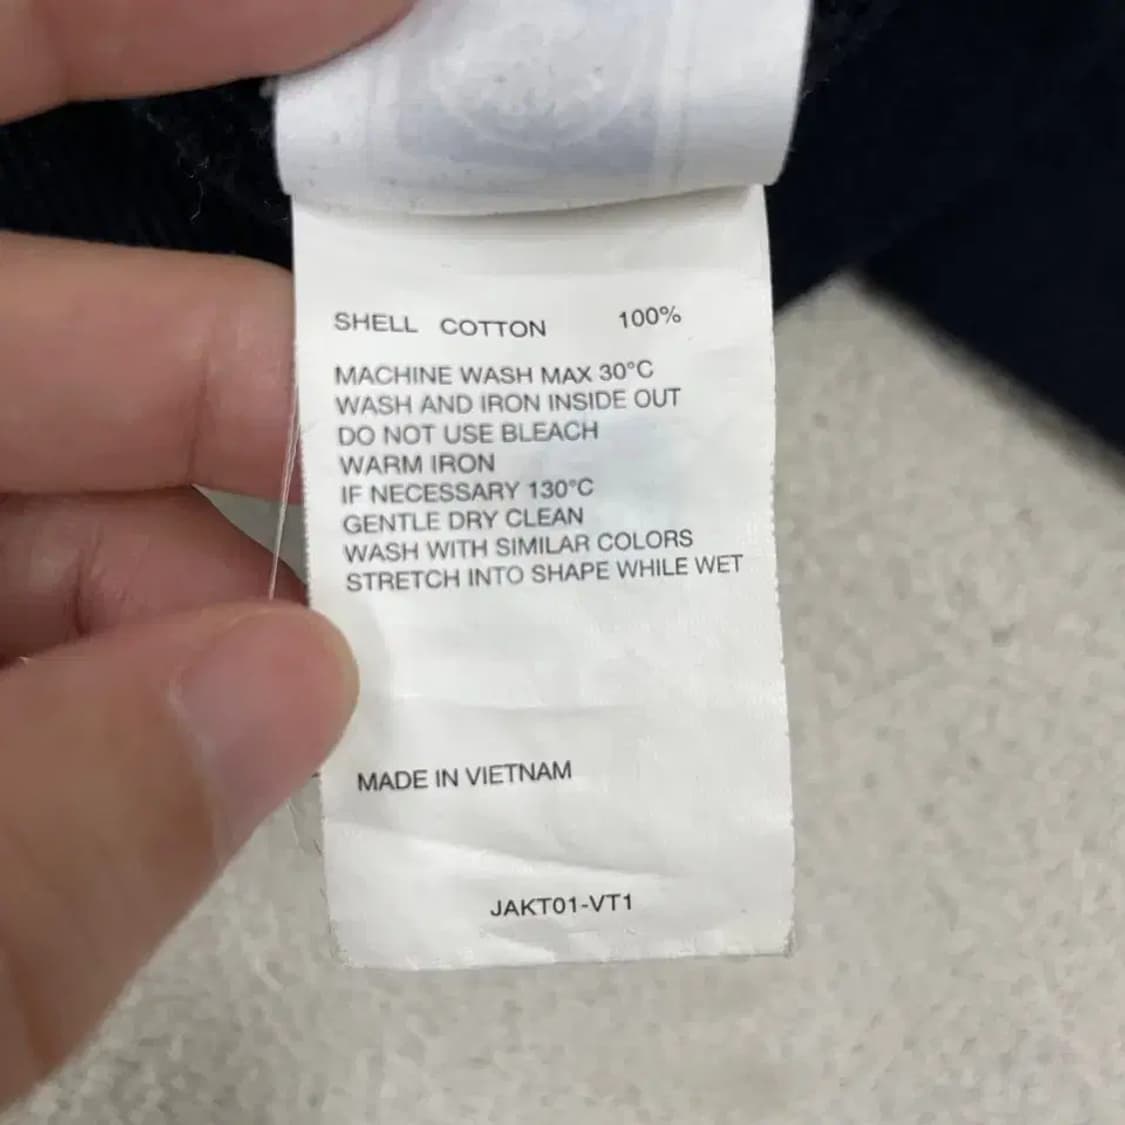 SHELL COTTON 100%
MACHINE WASH MAX 30°C
WASH AND IRON INSIDE OUT
DO NOT USE BLEACH
WARM IRON
IF NECESSARY 130°C
GENTLE DRY CLEAN
WASH WITH SIMILAR COLORS
STRETCH INTO SHAPE WHILE WET
MADE IN VIETNAM
JAKT01-VT1